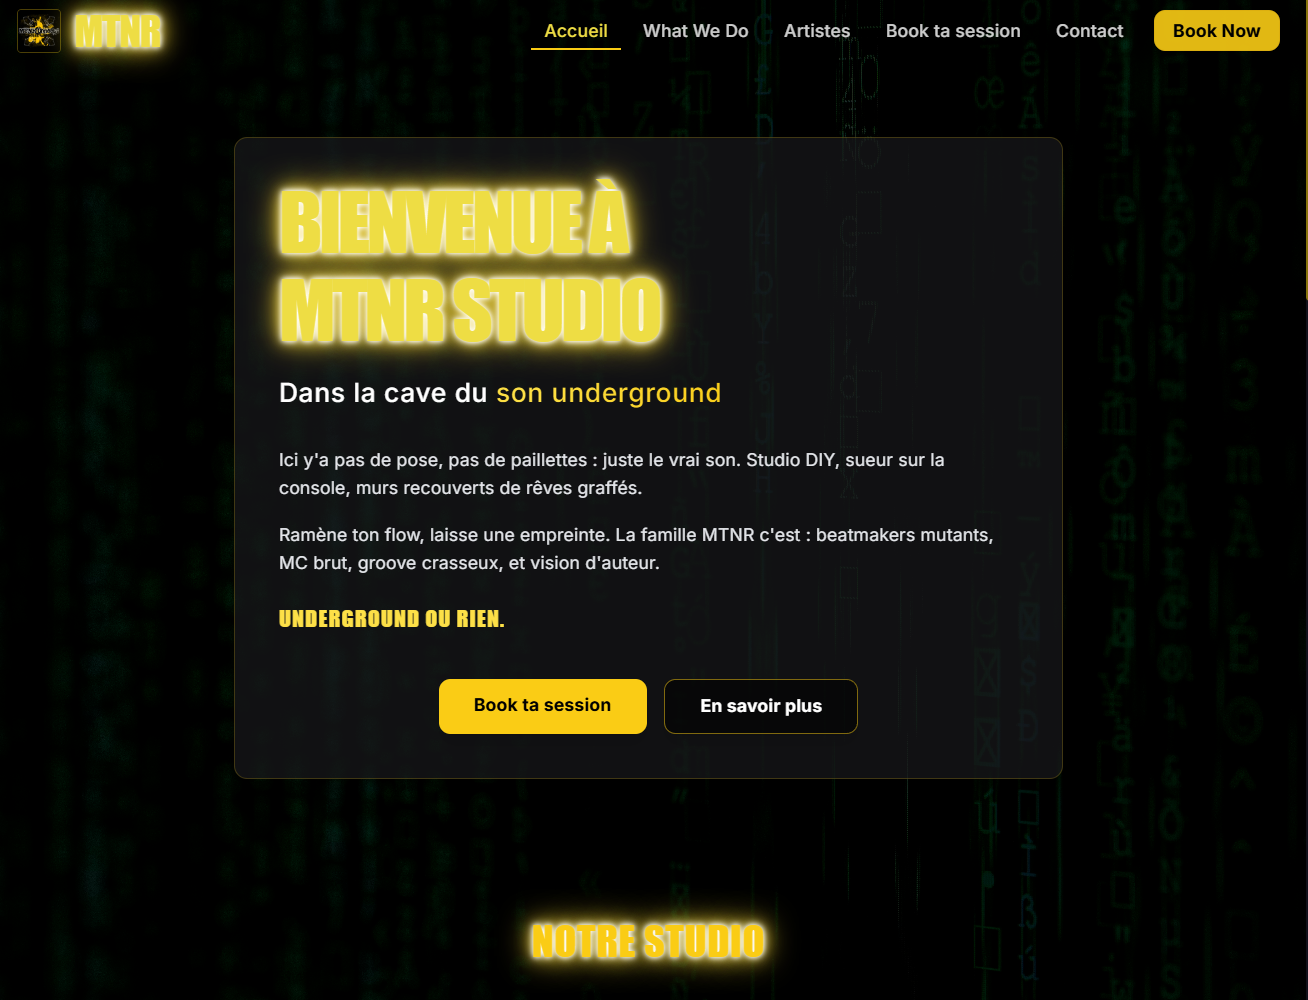 MTNR
Accueil
What We Do
Artistes
Book ta session
Contact
Book Now
BIENVENUE À
MTNR STUDIO
Dans la cave du son underground
Ici y'a pas de pose, pas de paillettes : juste le vrai son. Studio DIY, sueur sur la
console, murs recouverts de rêves graffés.
Ramène ton flow, laisse une empreinte. La famille MTNR c'est : beatmakers mutants,
MC brut, groove crasseux, et vision d'auteur.
UNDERGROUND OU RIEN.
Book ta session
En savoir plus
NOTRE STUDIO